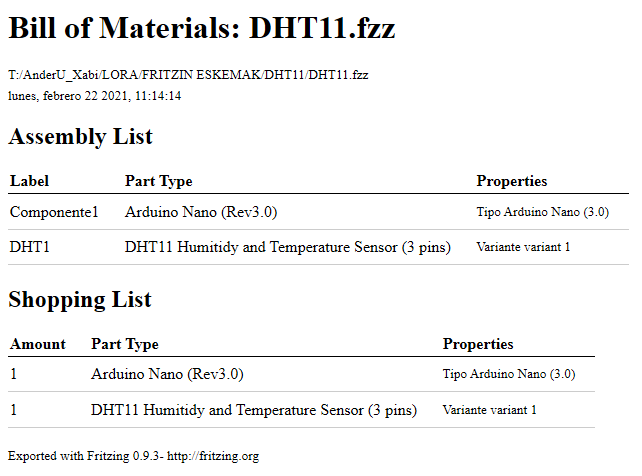 Bill of Materials: DHT11.fzz
T:/AnderU_Xabi/LORA/FRITZIN ESKEMAK/DHT11/DHT11.fzz
lunes, febrero 22 2021, 11:14:14
Assembly List
Label Part Type Properties
Componente1 Arduino Nano (Rev3.0) Tipo Arduino Nano (3.0)
DHT1 DHT11 Humitidy and Temperature Sensor (3 pins) Variante variant 1
Shopping List
Amount Part Type Properties
1 Arduino Nano (Rev3.0) Tipo Arduino Nano (3.0)
1 DHT11 Humitidy and Temperature Sensor (3 pins) Variante variant 1
Exported with Fritzing 0.9.3- http://fritzing.org